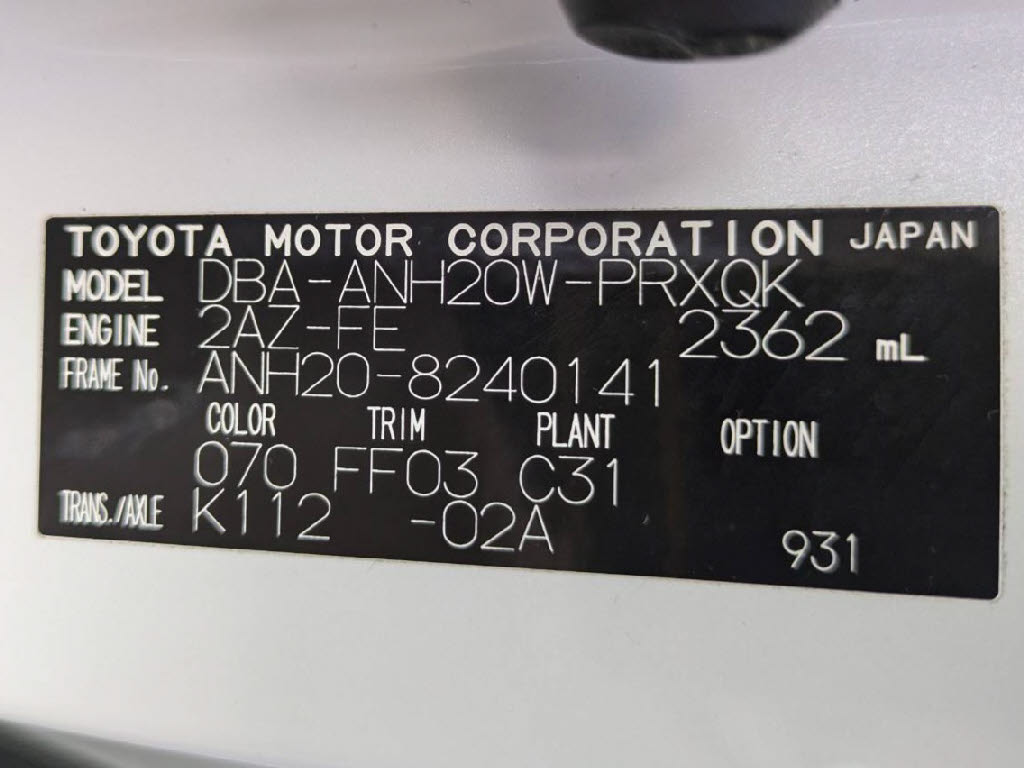 TOYOTA MOTOR CORPORATION JAPAN
MODEL DBA-ANH20W-PRXQK
ENGINE 2AZ-FE 2362 mL
FRAME No. ANH20-8240141
COLOR TRIM PLANT OPTION
070 FF03 C31
TRANS./AXLE K112 -02A
931